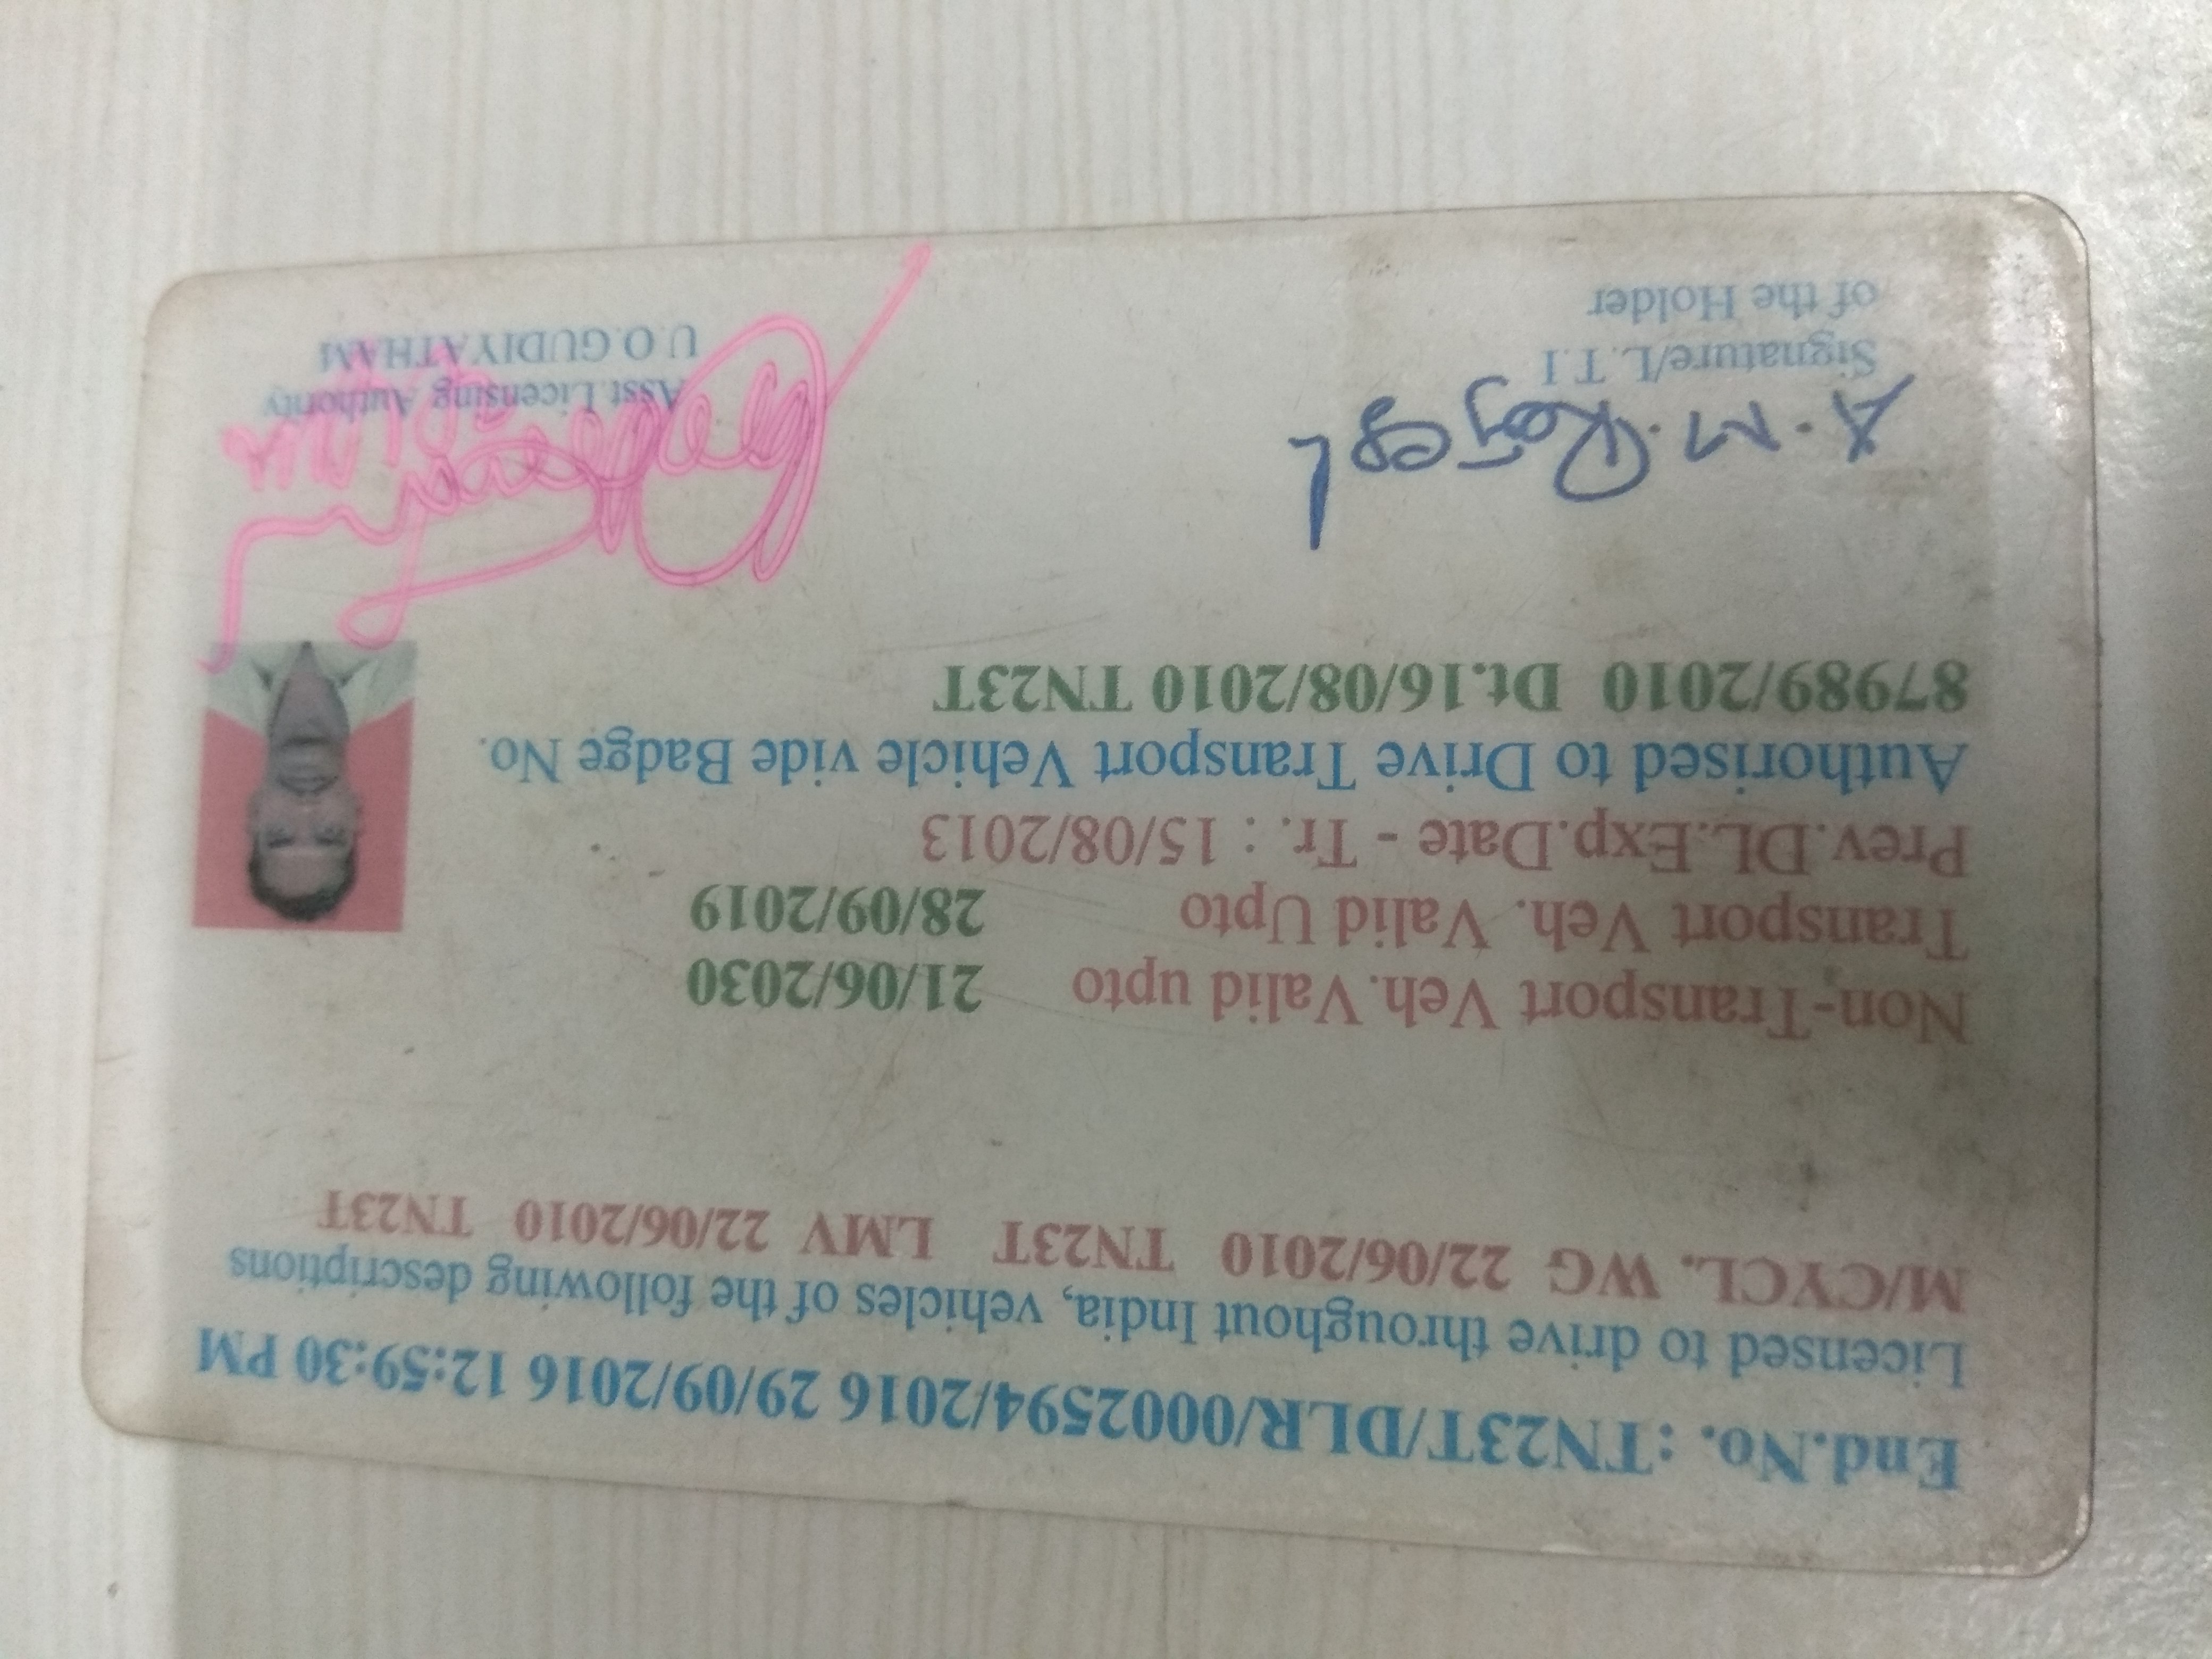 End.No. :TN23T/DLR/0002594/2016 29/09/2016 12:59:30 PM
Licensed to drive throughout India, vehicles of the following descriptions
M/CYCL. WG 22/06/2010 TN23T LMV 22/06/2010 TN23T
Non-Transport Veh.Valid upto 21/06/2030
Transport Veh. Valid Upto 28/09/2019
Prev.DL.Exp.Date - Tr. : 15/08/2013
Authorised to Drive Transport Vehicle vide Badge No.
87989/2010 Dt.16/08/2010 TN23T
A.M.
Signature/L.T.I
of the Holder
Asst Licensing Authority
U.O.GUDIYATHAM